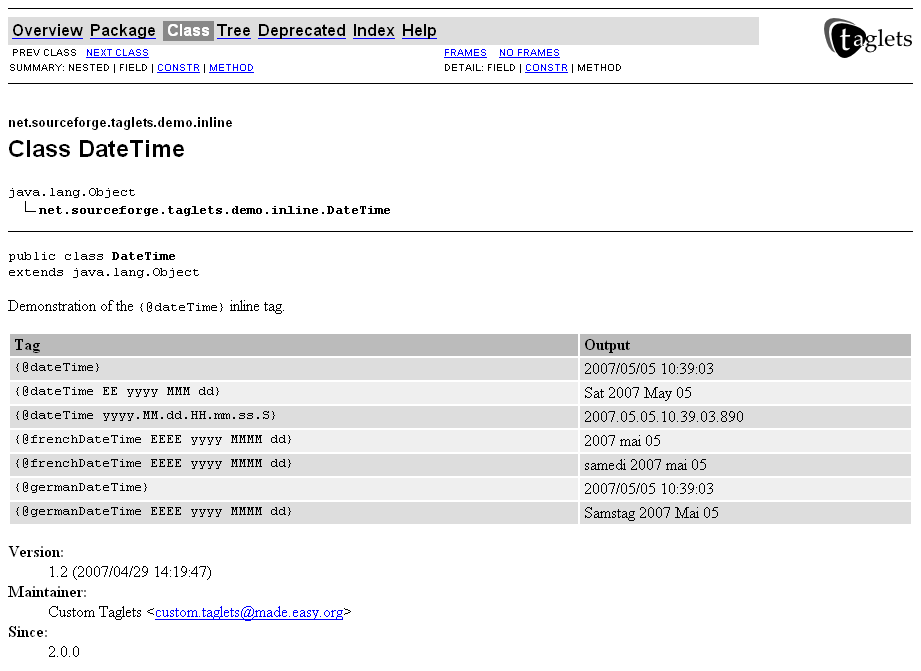 Overview Package Class Tree Deprecated Index Help
taglets
PREV CLASS NEXT CLASS FRAMES NO FRAMES
SUMMARY: NESTED | FIELD | CONSTR | METHOD DETAIL: FIELD | CONSTR | METHOD
net.sourceforge.taglets.demo.inline
Class DateTime
java.lang.Object
net.sourceforge.taglets.demo.inline.DateTime
public class DateTime
extends java.lang.Object
Demonstration of the {@dateTime} inline tag.
Tag Output
{@dateTime} 2007/05/05 10:39:03
{@dateTime EE yyyy MMM dd} Sat 2007 May 05
{@dateTime yyyy.MM.dd.HH.mm.ss.S} 2007.05.05.10.39.03.890
{@frenchDateTime EEEE yyyy MMMM dd} 2007 mai 05
{@frenchDateTime EEEE yyyy MMMM dd} samedi 2007 mai 05
{@germanDateTime} 2007/05/05 10:39:03
{@germanDateTime EEEE yyyy MMMM dd} Samstag 2007 Mai 05
Version:
1.2 (2007/04/29 14:19:47)
Maintainer:
Custom Taglets <custom.taglets@made.easy.org>
Since:
2.0.0